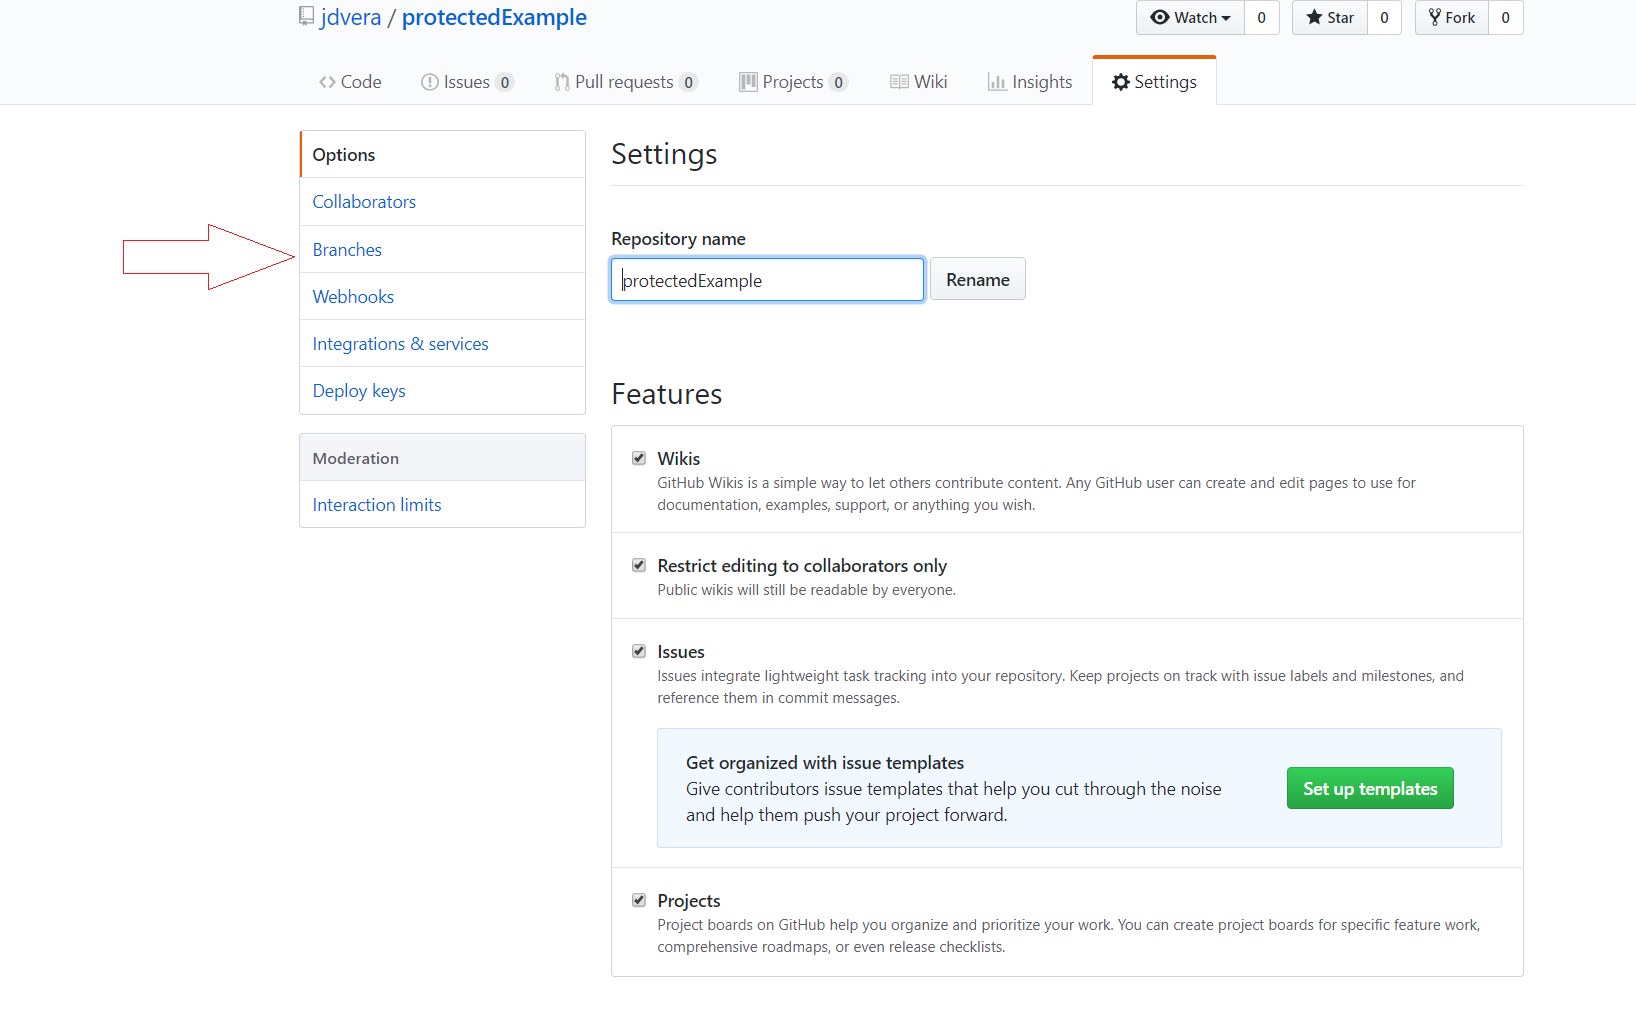 jdvera / protectedExample
Watch 0 Star 0 Fork 0
Code Issues 0 Pull requests 0 Projects 0 Wiki Insights Settings
Options
Collaborators
Branches
Webhooks
Integrations & services
Deploy keys
Moderation
Interaction limits
Settings
Repository name
protectedExample Rename
Features
Wikis
GitHub Wikis is a simple way to let others contribute content. Any GitHub user can create and edit pages to use for
documentation, examples, support, or anything you wish.
Restrict editing to collaborators only
Public wikis will still be readable by everyone.
Issues
Issues integrate lightweight task tracking into your repository. Keep projects on track with issue labels and milestones, and
reference them in commit messages.
Get organized with issue templates
Give contributors issue templates that help you cut through the noise
and help them push your project forward.
Set up templates
Projects
Project boards on GitHub help you organize and prioritize your work. You can create project boards for specific feature work,
comprehensive roadmaps, or even release checklists.